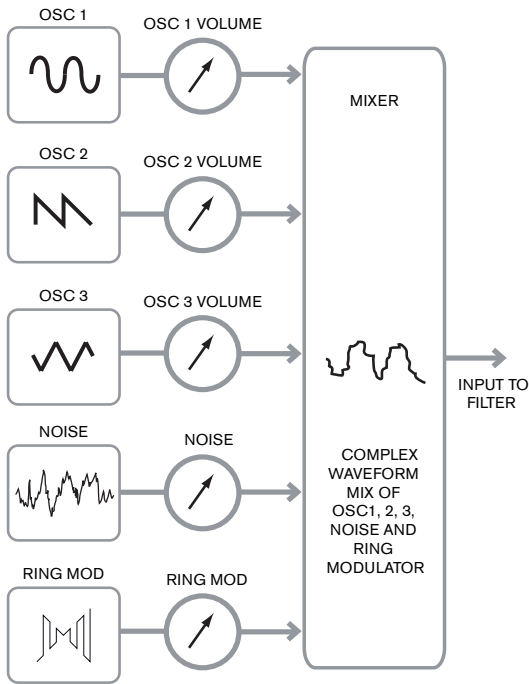 OSC 1
OSC 1 VOLUME
OSC 2
OSC 2 VOLUME
OSC 3
OSC 3 VOLUME
NOISE
NOISE
RING MOD
RING MOD
MIXER
COMPLEX
WAVEFORM
MIX OF
OSC1, 2, 3,
NOISE AND
RING
MODULATOR
INPUT TO
FILTER